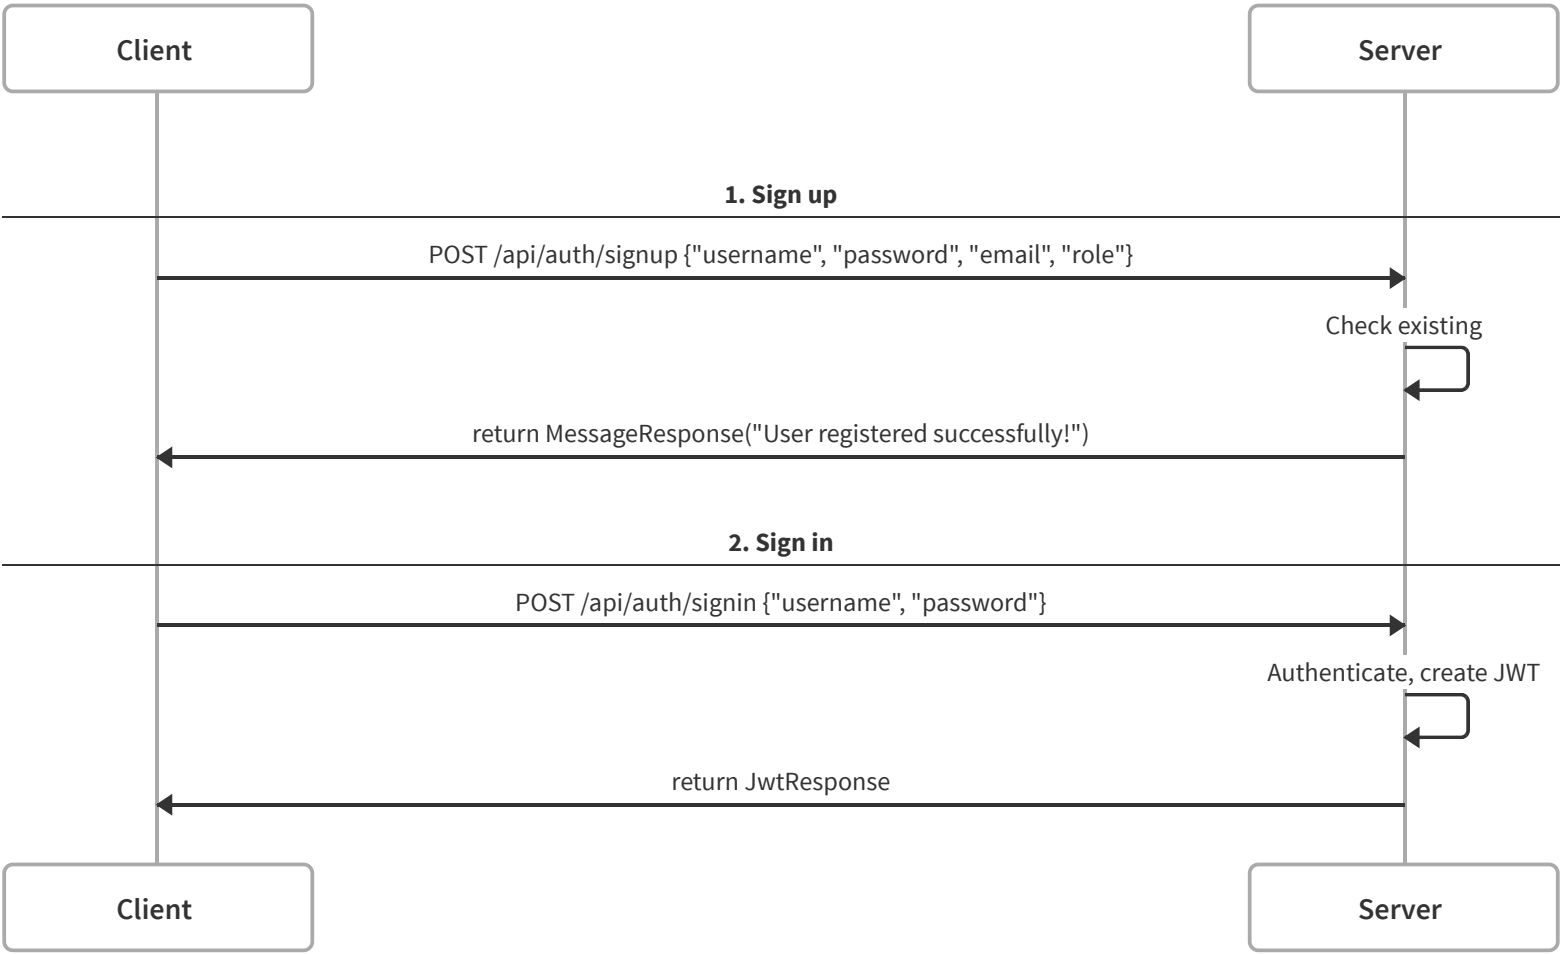 Client
Server
1. Sign up
POST /api/auth/signup {"username", "password", "email", "role"}
Check existing
return MessageResponse("User registered successfully!")
2. Sign in
POST /api/auth/signin {"username", "password"}
Authenticate, create JWT
return JwtResponse
Client
Server